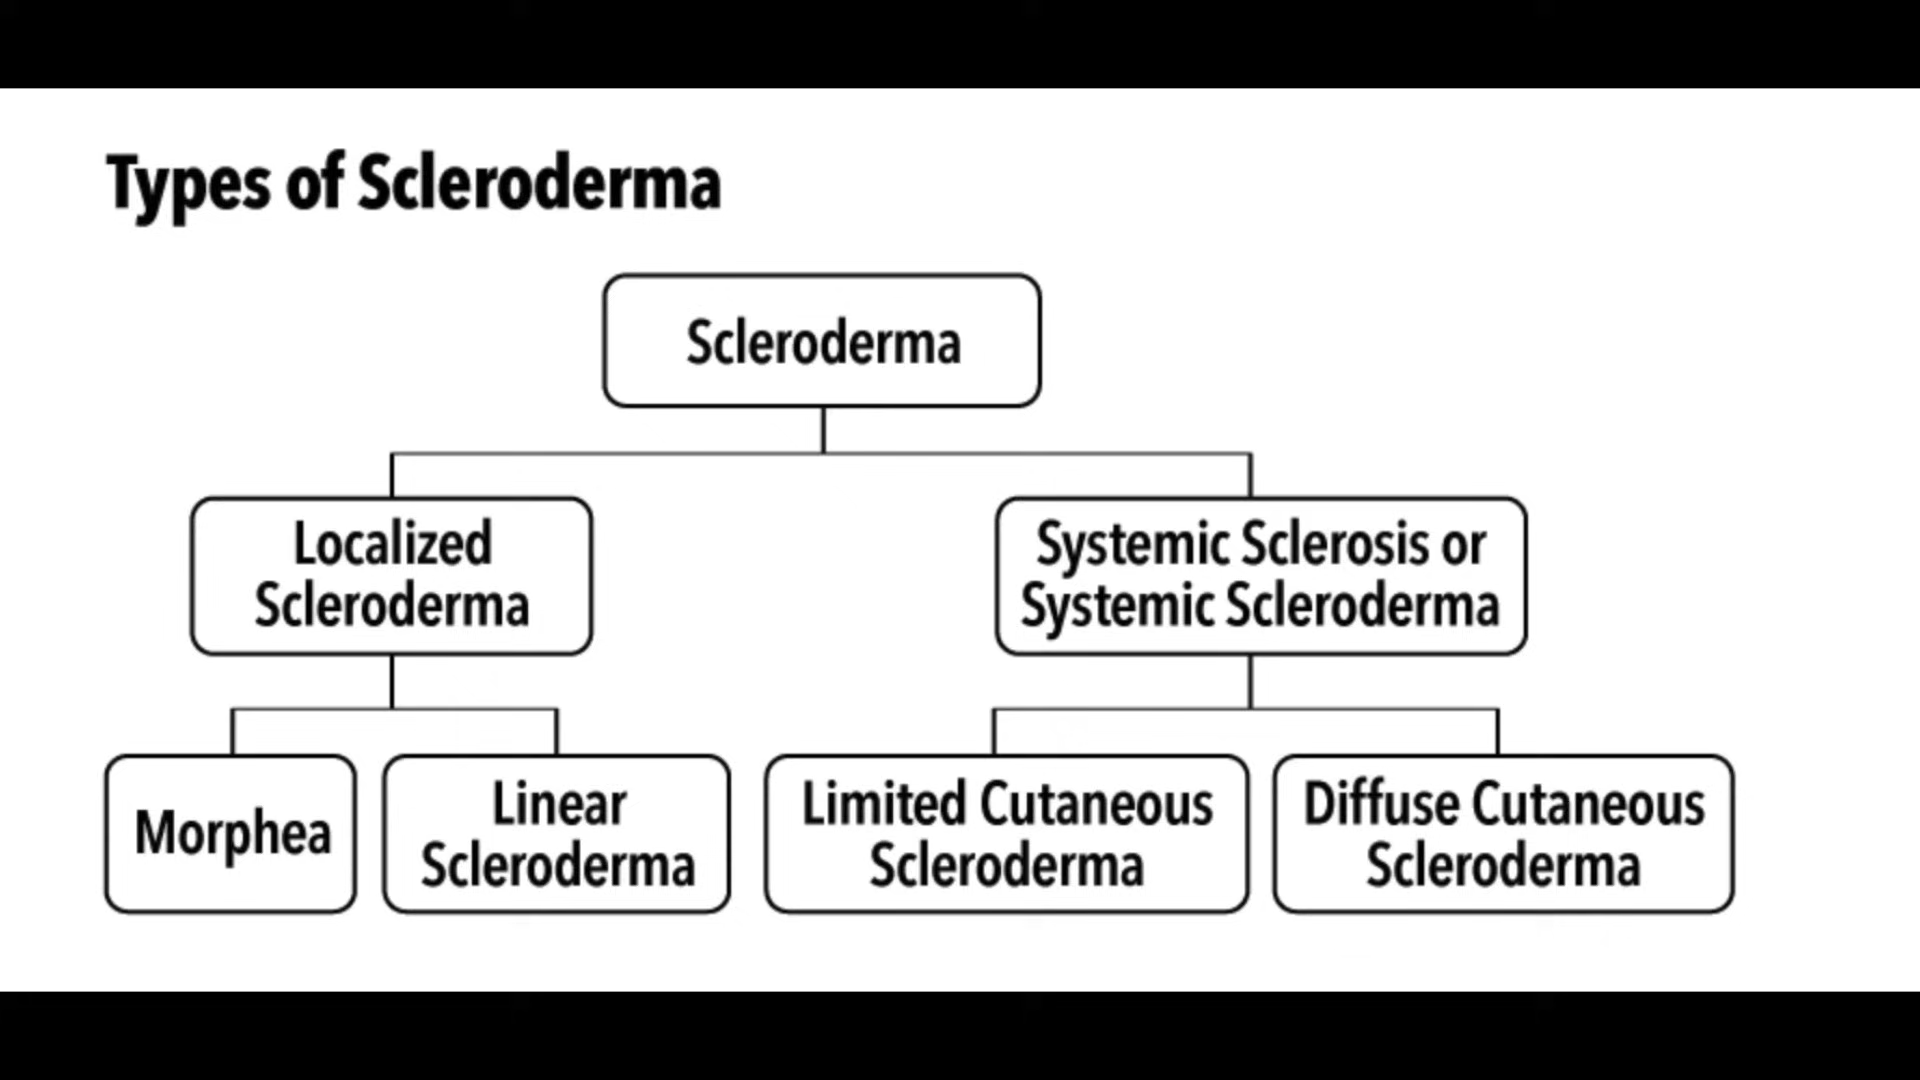 Types of Scleroderma
Scleroderma
Localized
Scleroderma
Systemic Sclerosis or
Systemic Scleroderma
Morphea
Linear
Scleroderma
Limited Cutaneous
Scleroderma
Diffuse Cutaneous
Scleroderma